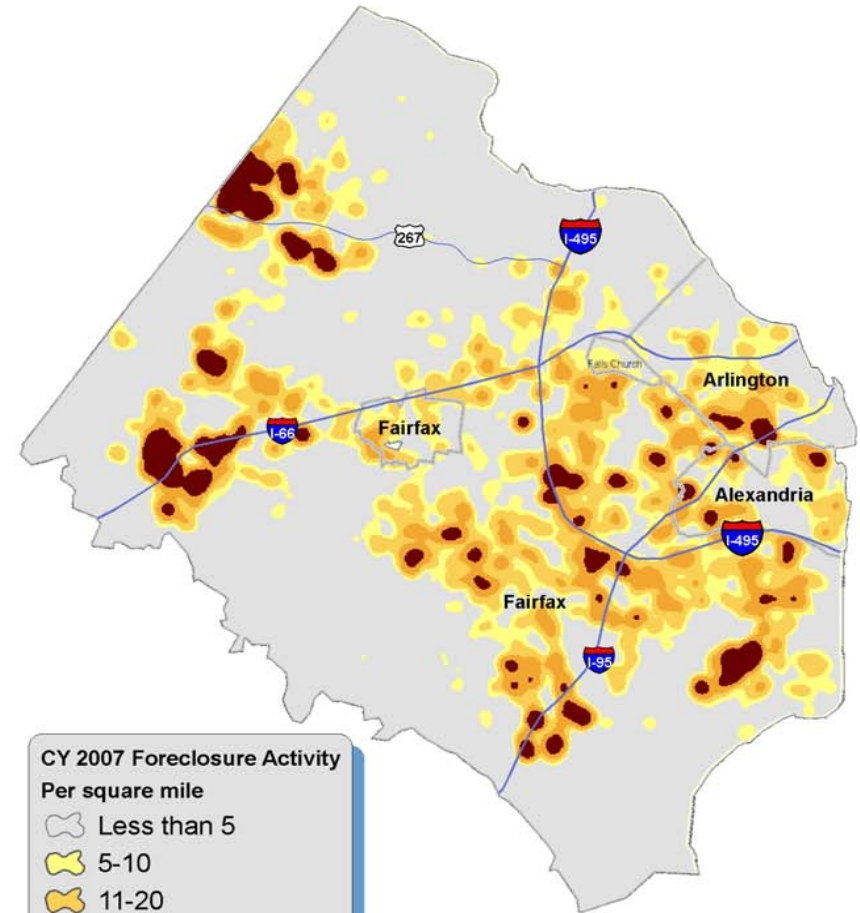 267
I-495
Falls Church
Arlington
I-66
Fairfax
Alexandria
I-495
Fairfax
I-95
CY 2007 Foreclosure Activity
Per square mile
Less than 5
5-10
11-20